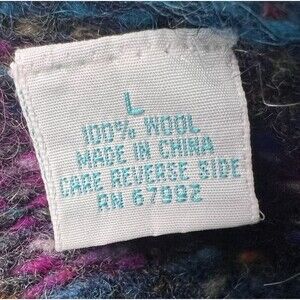 L
100% WOOL
MADE IN CHINA
CARE REVERSE SIDE
RN 67992